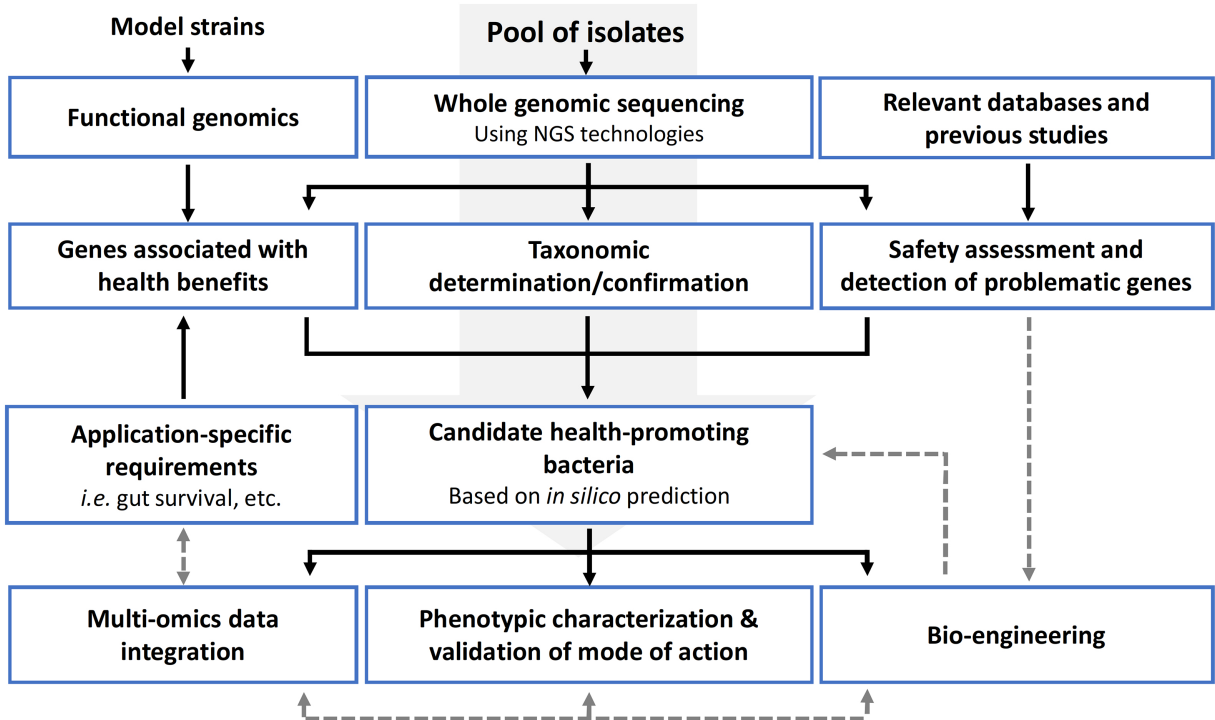 Model strains
Pool of isolates
Functional genomics
Whole genomic sequencing
Using NGS technologies
Relevant databases and
previous studies
Genes associated with
health benefits
Taxonomic
determination/confirmation
Safety assessment and
detection of problematic genes
Application-specific
requirements
i.e. gut survival, etc.
Candidate health-promoting
bacteria
Based on in silico prediction
Multi-omics data
integration
Phenotypic characterization &
validation of mode of action
Bio-engineering